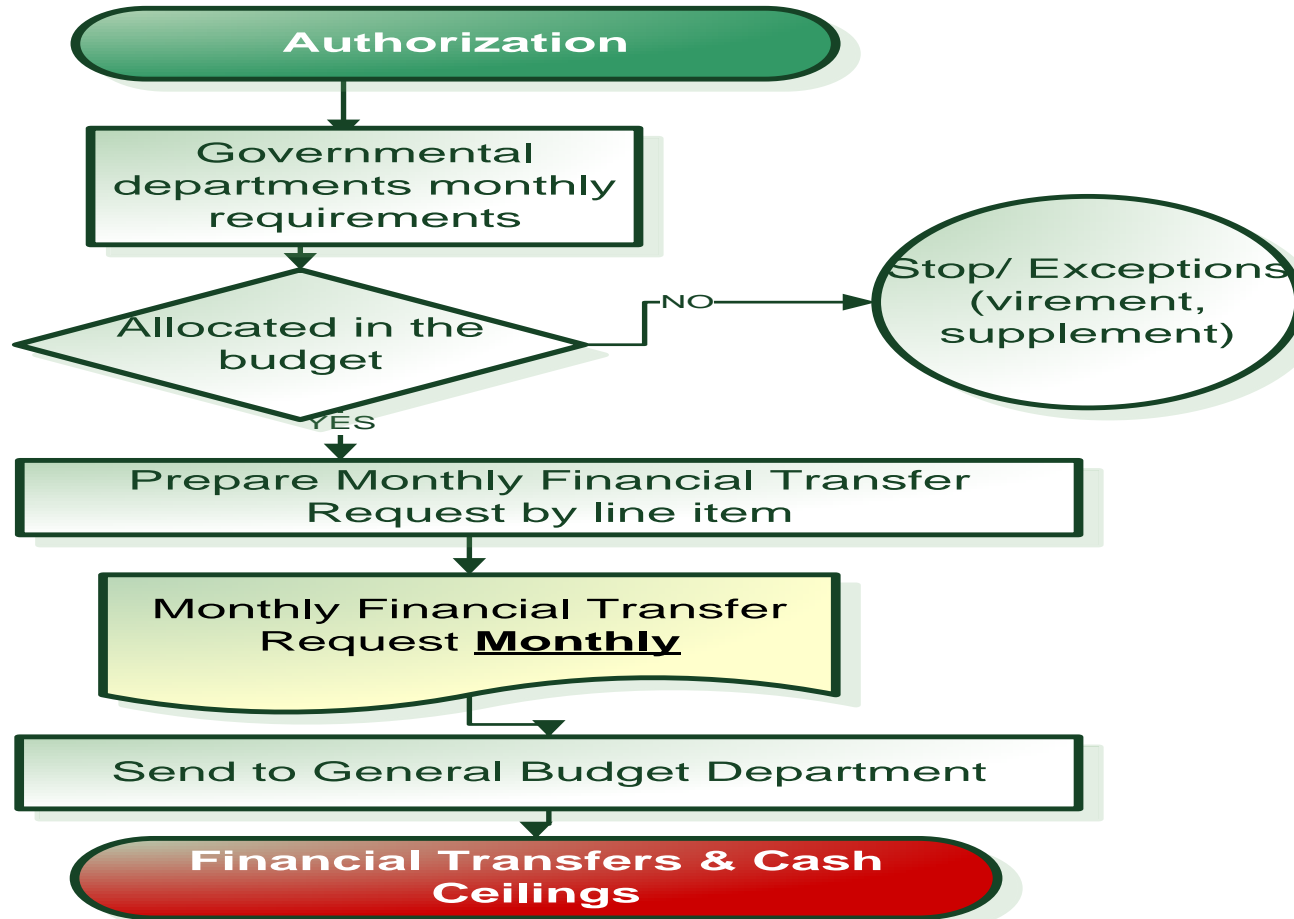 Authorization
Governmental
departments monthly
requirements
Stop/ Exceptions
(virement,
supplement)
NO
Allocated in the
budget
YES
Prepare Monthly Financial Transfer
Request by line item
Monthly Financial Transfer
Request Monthly
Send to General Budget Department
Financial Transfers & Cash
Ceilings